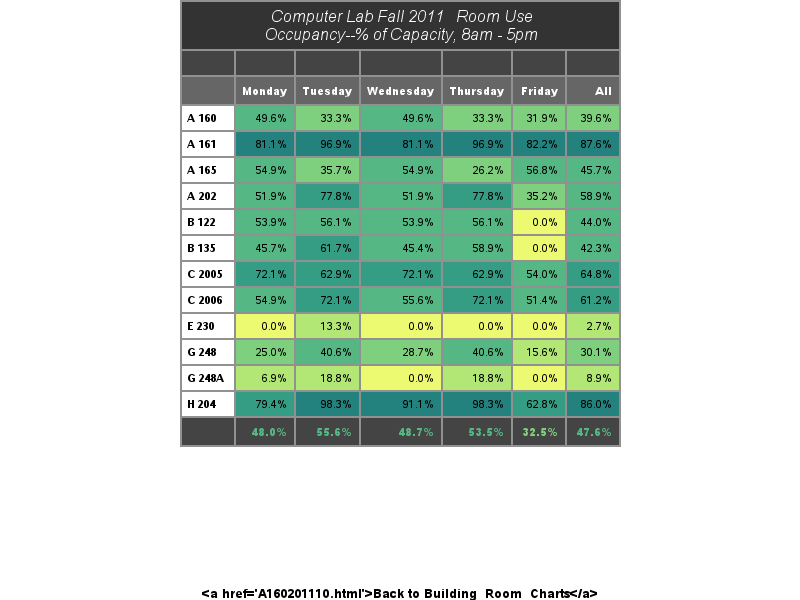 Computer Lab Fall 2011 Room Use
Occupancy--% of Capacity, 8am - 5pm
Monday Tuesday Wednesday Thursday Friday All
A 160 49.6% 33.3% 49.6% 33.3% 31.9% 39.6%
A 161 81.1% 96.9% 81.1% 96.9% 82.2% 87.6%
A 165 54.9% 35.7% 54.9% 26.2% 56.8% 45.7%
A 202 51.9% 77.8% 51.9% 77.8% 35.2% 58.9%
B 122 53.9% 56.1% 53.9% 56.1% 0.0% 44.0%
B 135 45.7% 61.7% 45.4% 58.9% 0.0% 42.3%
C 2005 72.1% 62.9% 72.1% 62.9% 54.0% 64.8%
C 2006 54.9% 72.1% 55.6% 72.1% 51.4% 61.2%
E 230 0.0% 13.3% 0.0% 0.0% 0.0% 2.7%
G 248 25.0% 40.6% 28.7% 40.6% 15.6% 30.1%
G 248A 6.9% 18.8% 0.0% 18.8% 0.0% 8.9%
H 204 79.4% 98.3% 91.1% 98.3% 62.8% 86.0%
48.0% 55.6% 48.7% 53.5% 32.5% 47.6%
<a href='A160201110.html'>Back to Building_Room_Charts</a>